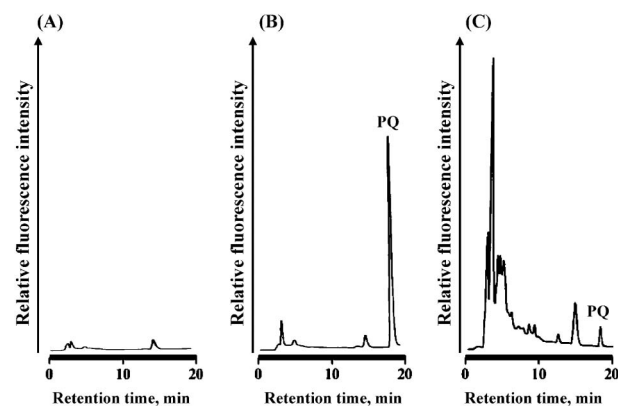 (A)
Relative fluorescence intensity
0 10 20
Retention time, min
(B)
Relative fluorescence intensity
PQ
0 10 20
Retention time, min
(C)
Relative fluorescence intensity
PQ
0 10 20
Retention time, min